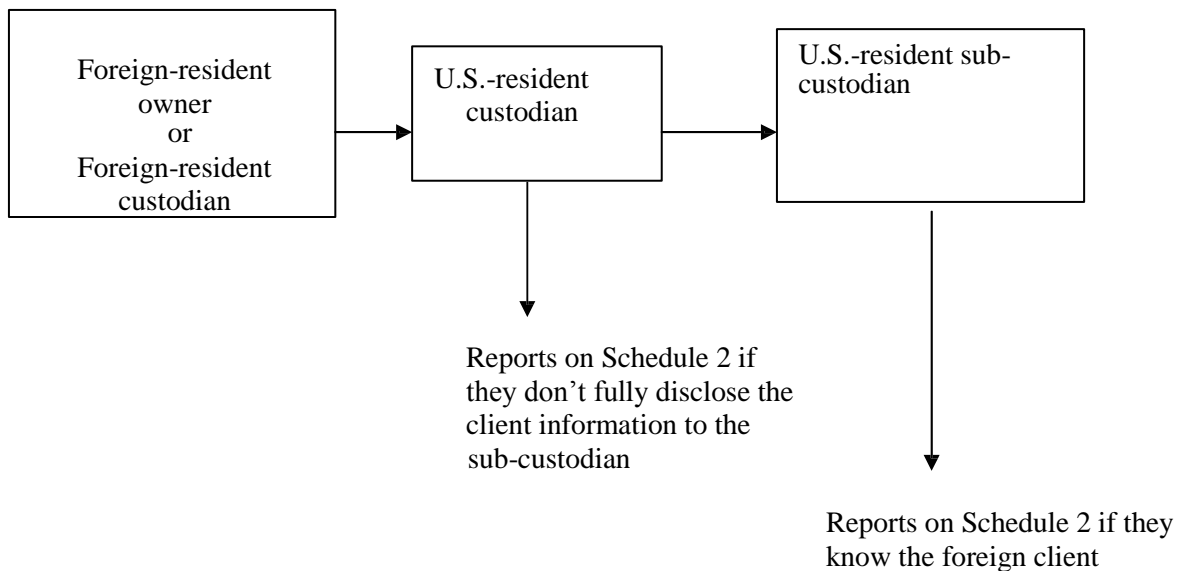 Foreign-resident
owner
or
Foreign-resident
custodian
U.S.-resident
custodian
U.S.-resident sub-
custodian
Reports on Schedule 2 if
they don’t fully disclose the
client information to the
sub-custodian
Reports on Schedule 2 if they
know the foreign client